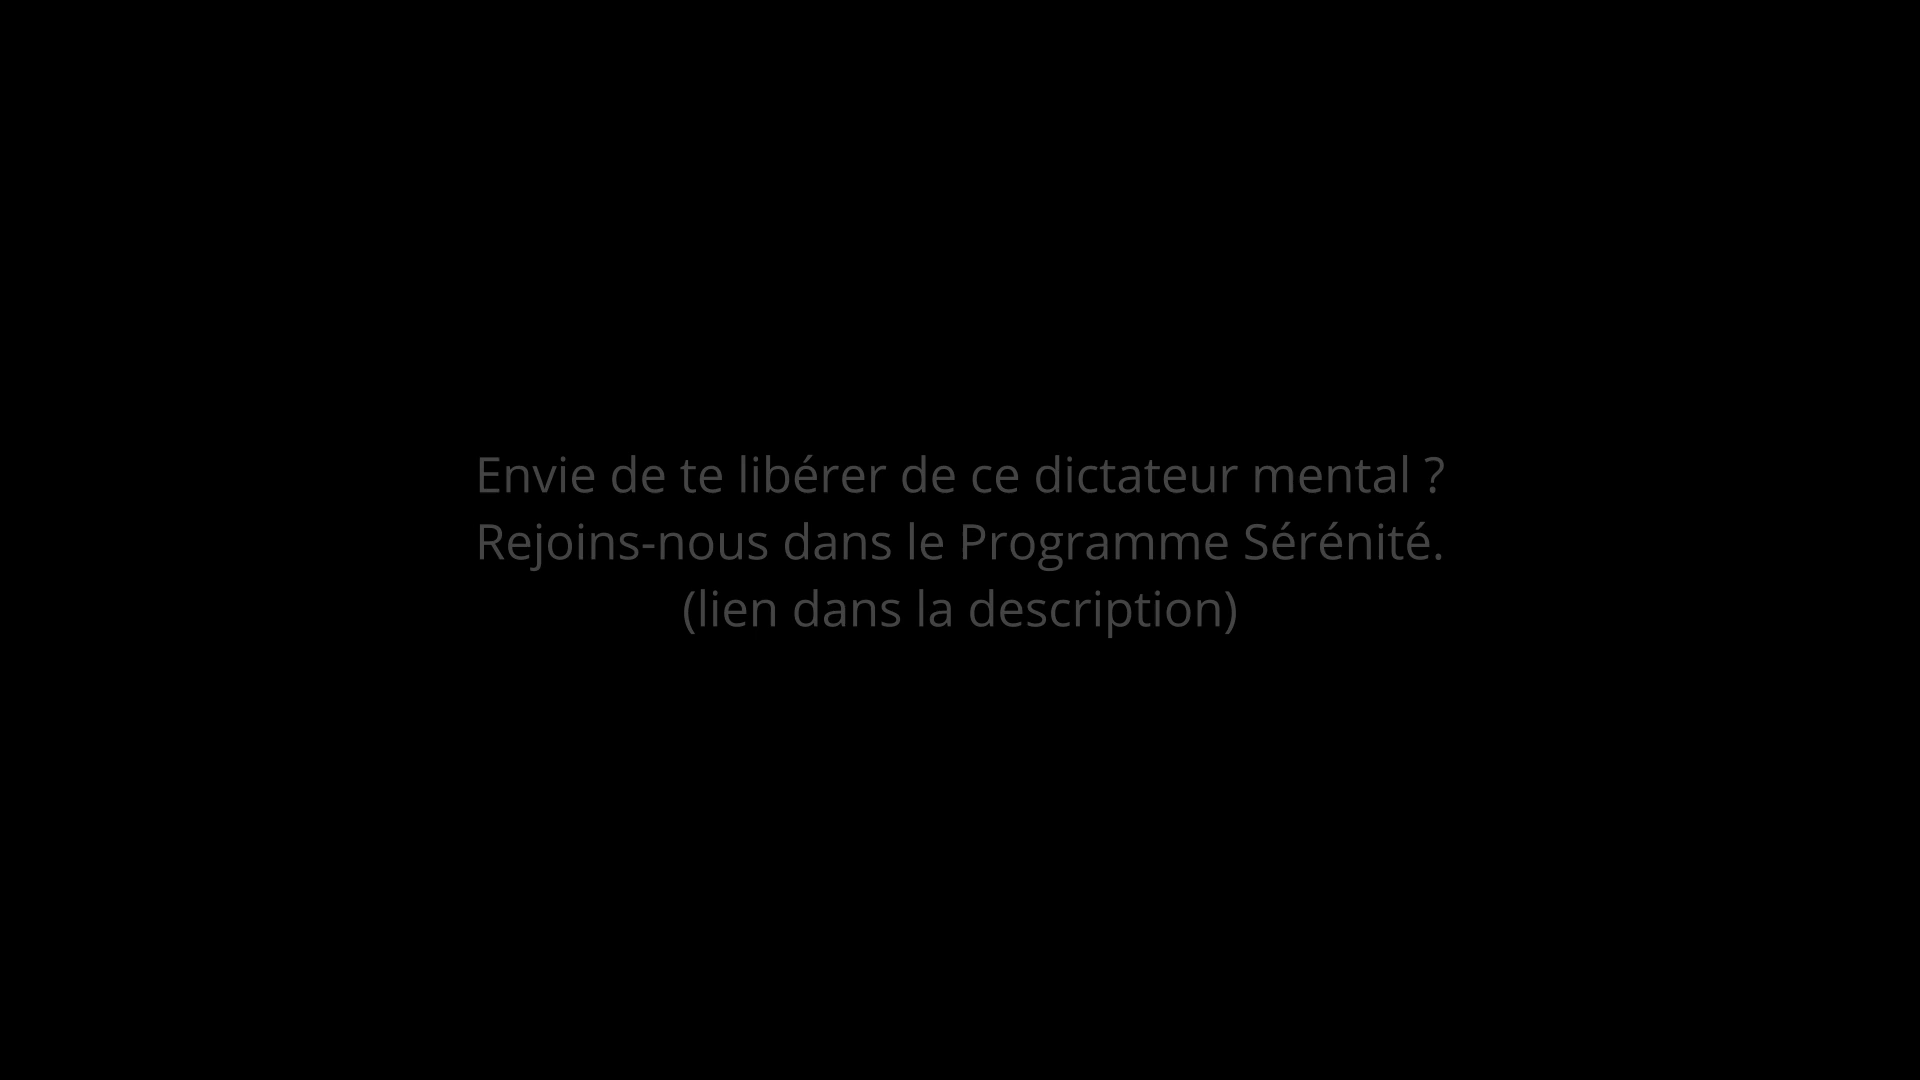 Envie de te libérer de ce dictateur mental ?
Rejoins-nous dans le Programme Sérénité.
(lien dans la description)